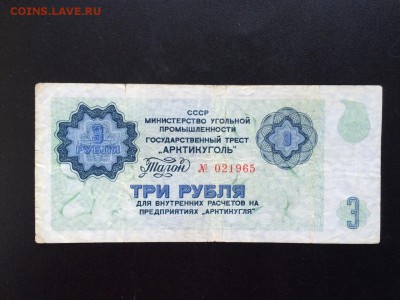 COINS.LAVE.RU
СССР
МИНИСТЕРСТВО УГОЛЬНОЙ
ПРОМЫШЛЕННОСТИ
ГОСУДАРСТВЕННЫЙ ТРЕСТ
„АРКТИКУГОЛЬ"
3
РУБЛЯ
3
Талон № 021965
ТРИ РУБЛЯ
ДЛЯ ВНУТРЕННИХ РАСЧЕТОВ НА
ПРЕДПРИЯТИЯХ „АРКТИКУГЛЯ"
3